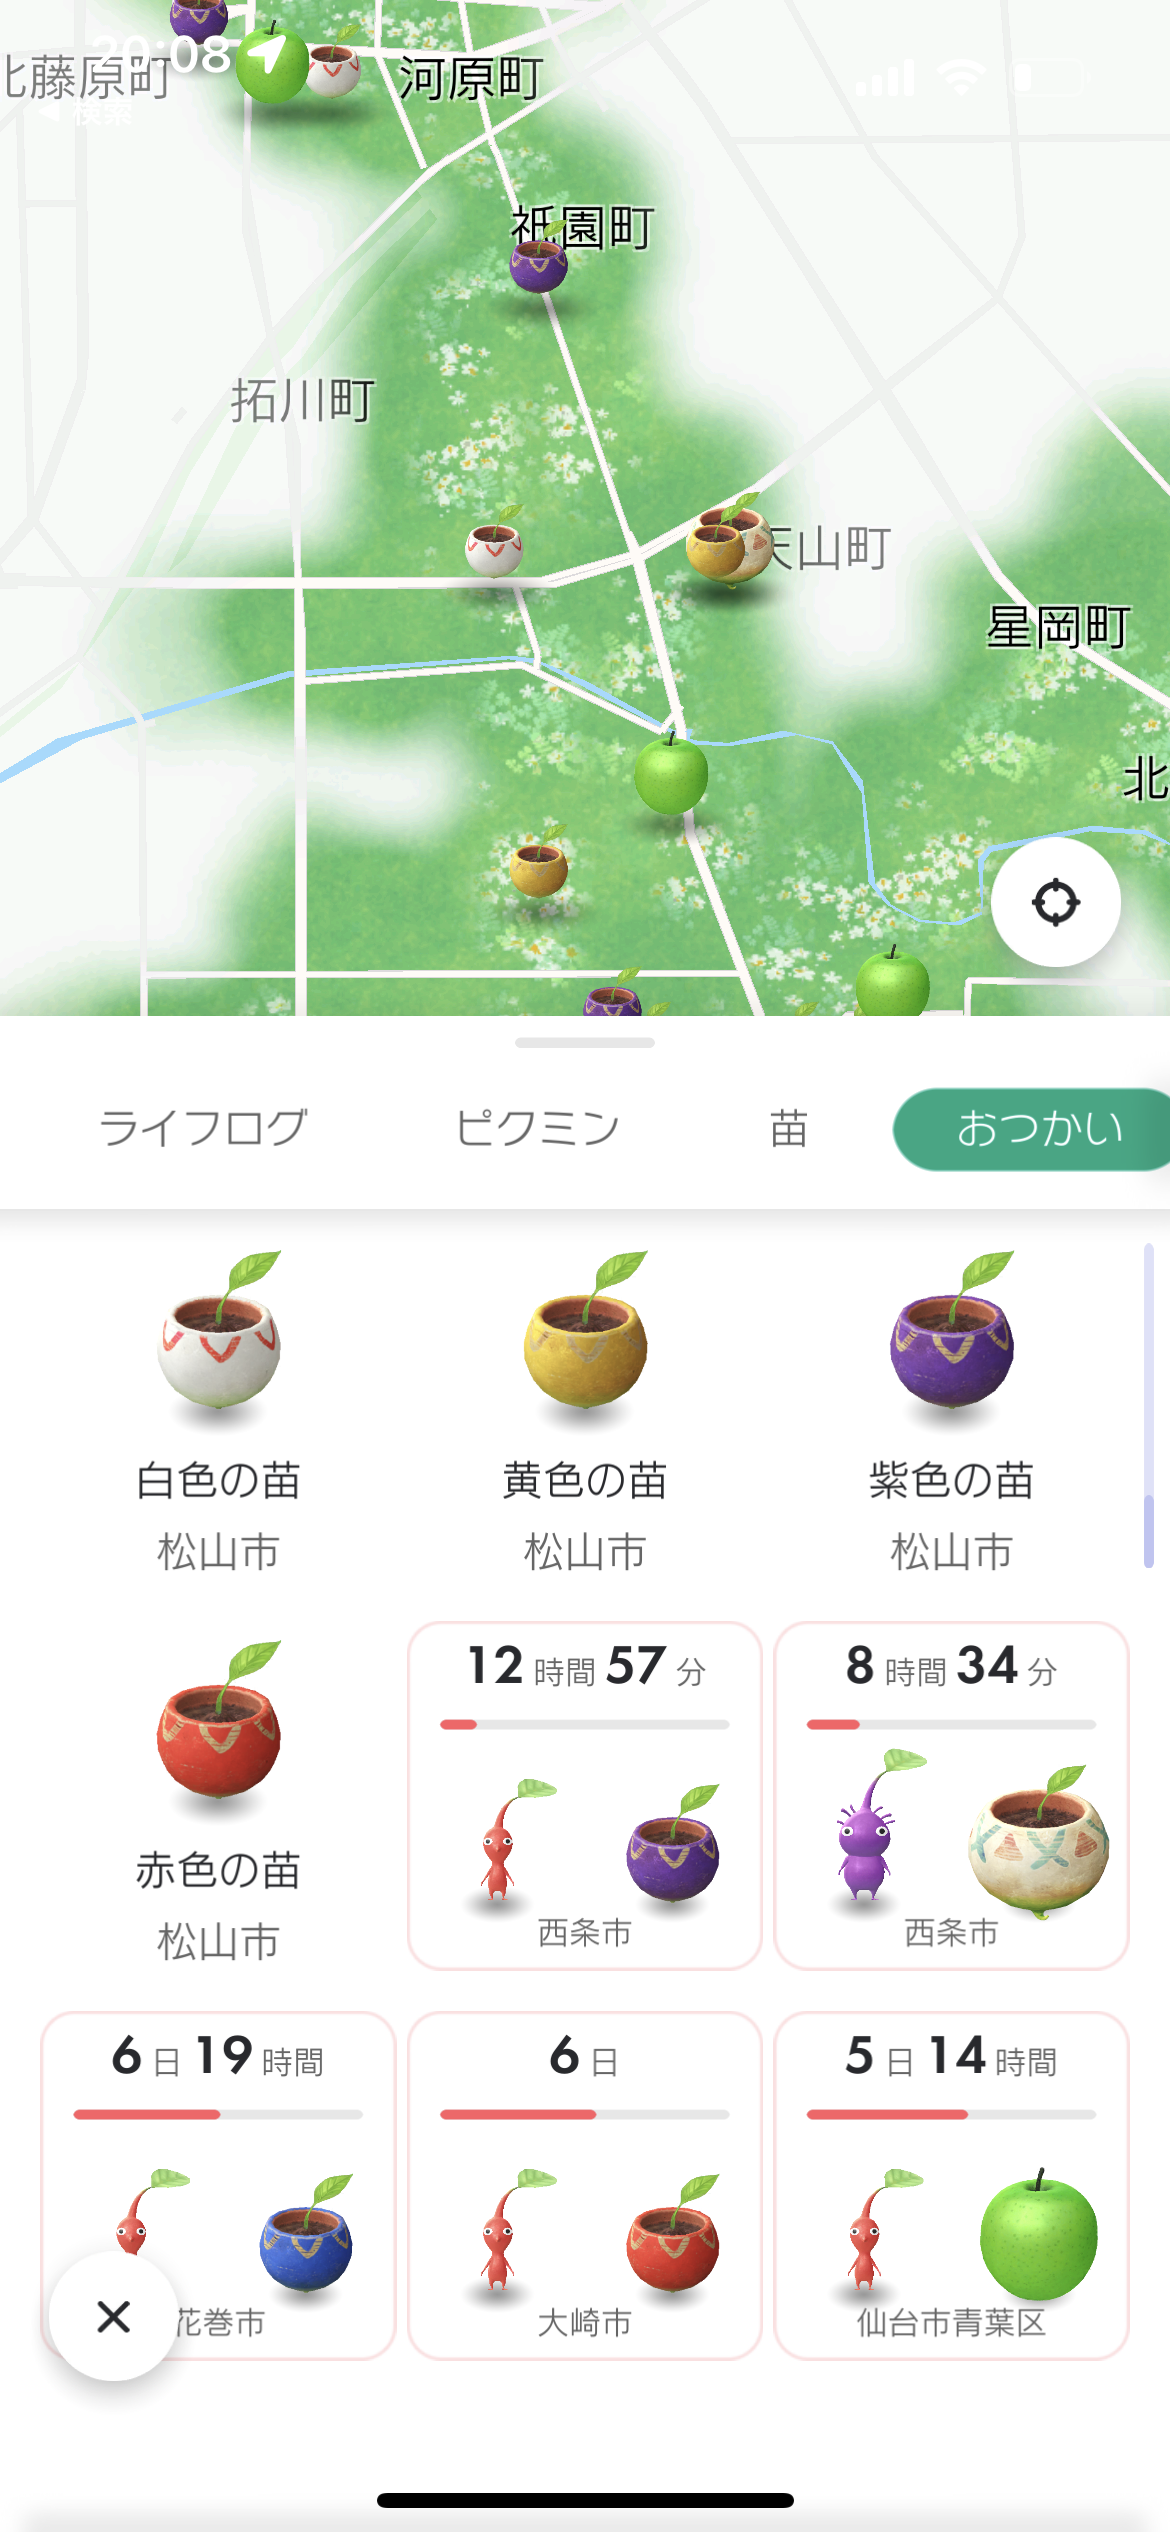 20:08
北藤原町
検索
河原町
祇園町
拓川町
天山町
星岡町
北
ライフログ ピクミン 苗 おつかい
白色の苗 黄色の苗 紫色の苗
松山市 松山市 松山市
12 時間 57 分 8 時間 34 分
赤色の苗
松山市
西条市 西条市
6 日 19 時間 6 日 5 日 14 時間
花巻市 大崎市 仙台市青葉区